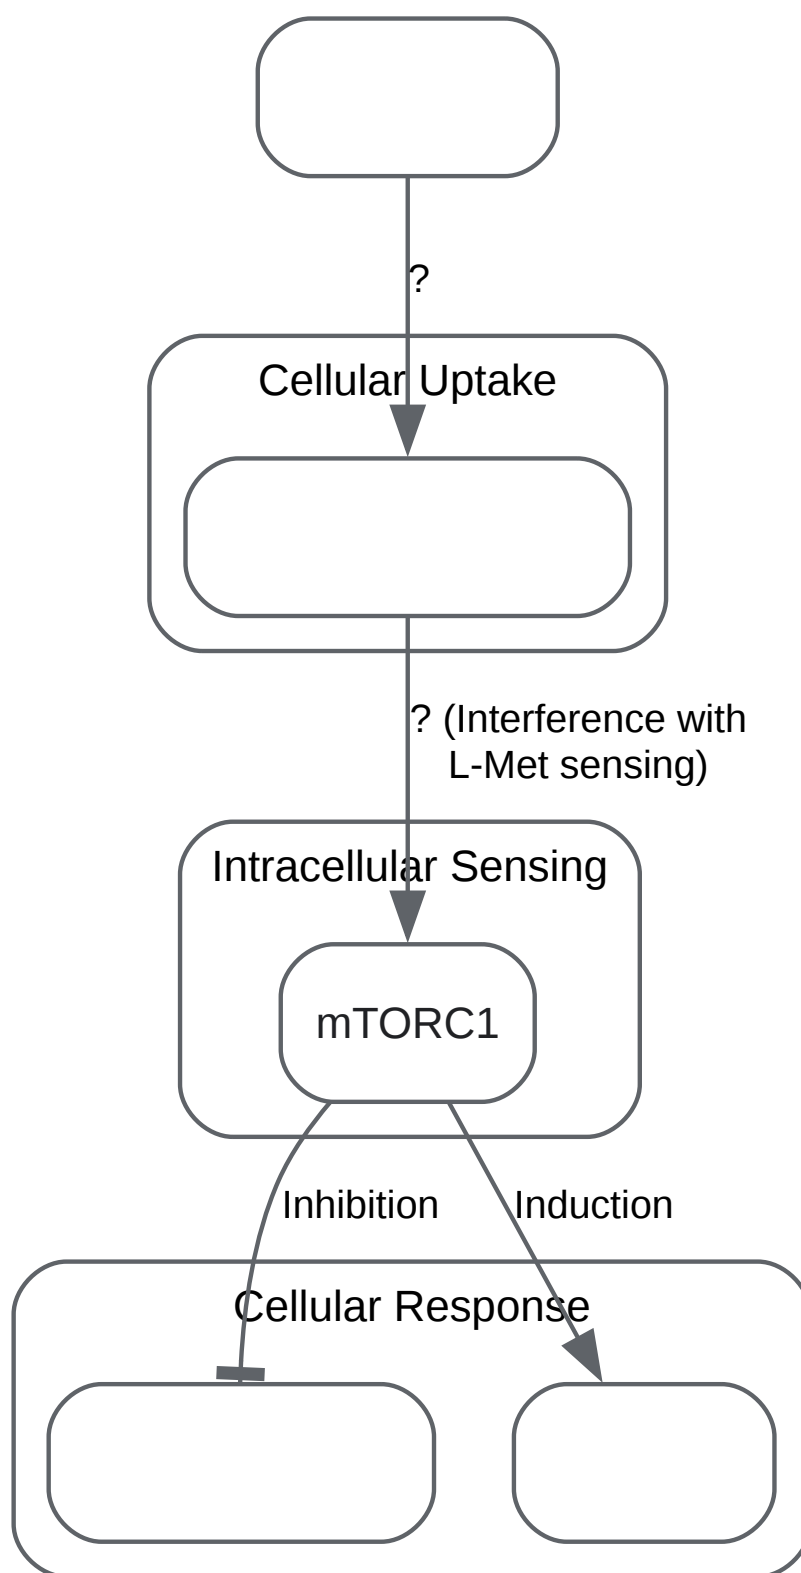 ?
Cellular Uptake
? (Interference with
L-Met sensing)
Intracellular Sensing
mTORC1
Inhibition
Induction
Cellular Response